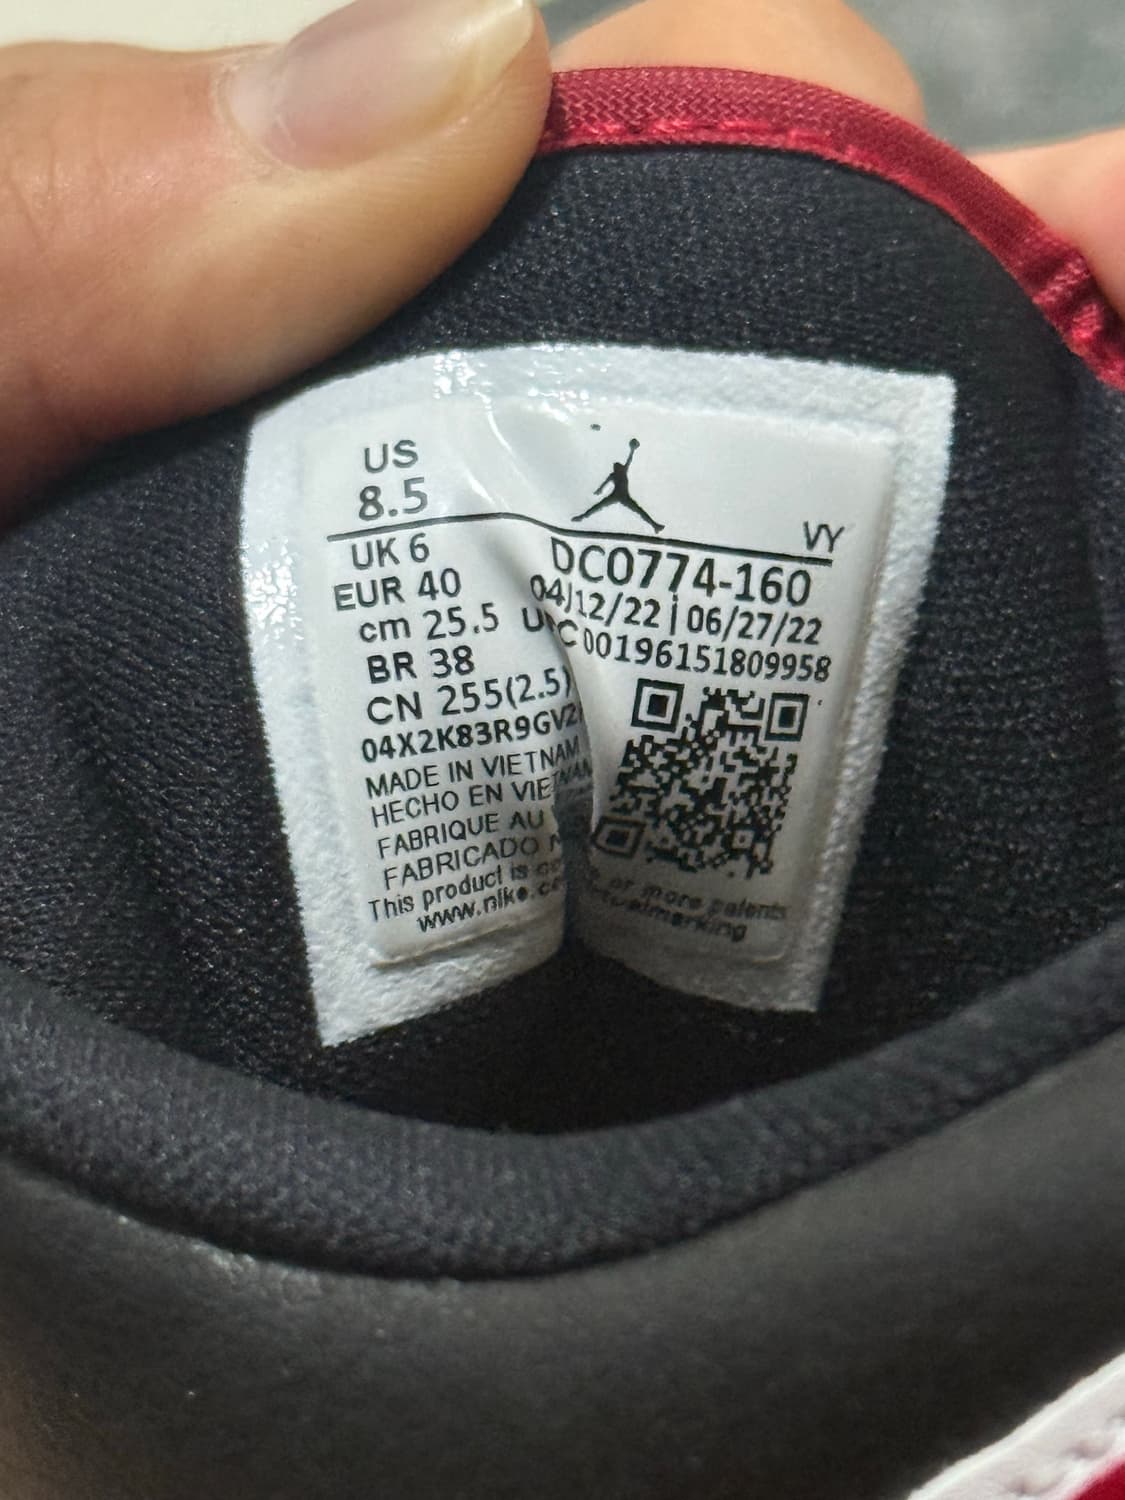 US
8.5
UK 6
EUR 40
cm 25.5
BR 38
CN 255(2.5)
04X2K83R9GV2
MADE IN VIETNAM
HECHO EN VIETNAM
FABRIQUE AU
FABRICADO
This product is
www.nike.
VY
DC0774-160
04/12/22 | 06/27/22
UPC 00196151809958
or more patents